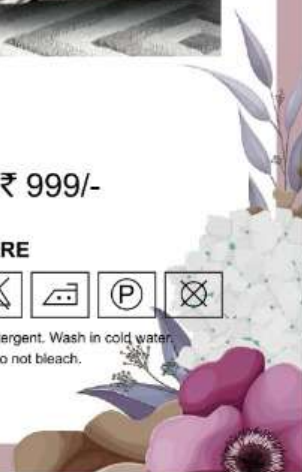 ₹ 999/-
RE
P
ergent. Wash in cold water.
o not bleach.